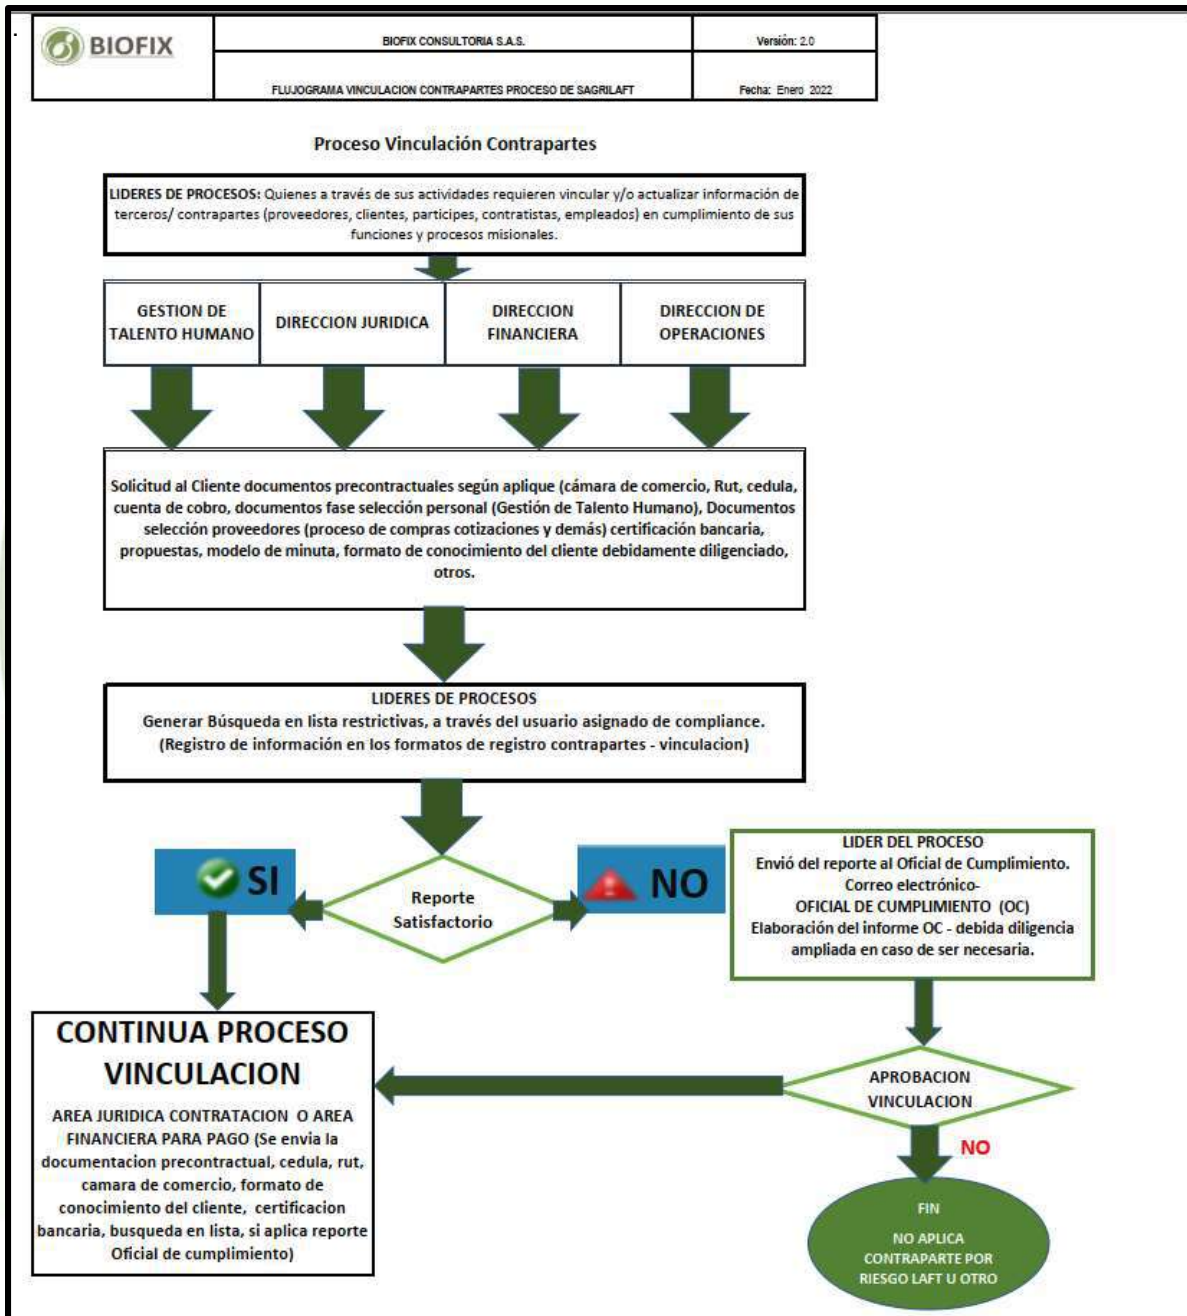 .
BIOFIX
BIOFIX CONSULTORIA S.A.S.
Versión: 2.0
FLUJOGRAMA VINCULACION CONTRAPARTES PROCESO DE SAGRILAFT
Fecha: Enero 2022
Proceso Vinculación Contrapartes
LIDERES DE PROCESOS: Quienes a través de sus actividades requieren vincular y/o actualizar información de
terceros/ contrapartes (proveedores, clientes, participes, contratistas, empleados) en cumplimiento de sus
funciones y procesos misionales.
GESTION DE
TALENTO HUMANO
DIRECCION JURIDICA
DIRECCION
FINANCIERA
DIRECCION DE
OPERACIONES
Solicitud al Cliente documentos precontractuales según aplique (cámara de comercio, Rut, cedula,
cuenta de cobro, documentos fase selección personal (Gestión de Talento Humano), Documentos
selección proveedores (proceso de compras cotizaciones y demás) certificación bancaria,
propuestas, modelo de minuta, formato de conocimiento del cliente debidamente diligenciado,
otros.
LIDERES DE PROCESOS
Generar Búsqueda en lista restrictivas, a través del usuario asignado de compliance.
(Registro de información en los formatos de registro contrapartes - vinculacion)
SI
Reporte
Satisfactorio
NO
LIDER DEL PROCESO
Envió del reporte al Oficial de Cumplimiento.
Correo electrónico-
OFICIAL DE CUMPLIMIENTO (OC)
Elaboración del informe OC - debida diligencia
ampliada en caso de ser necesaria.
CONTINUA PROCESO
VINCULACION
AREA JURIDICA CONTRATACION O AREA
FINANCIERA PARA PAGO (Se envia la
documentacion precontractual, cedula, rut,
camara de comercio, formato de
conocimiento del cliente, certificacion
bancaria, busqueda en lista, si aplica reporte
Oficial de cumplimiento)
APROBACION
VINCULACION
NO
FIN
NO APLICA
CONTRAPARTE POR
RIESGO LAFT U OTRO